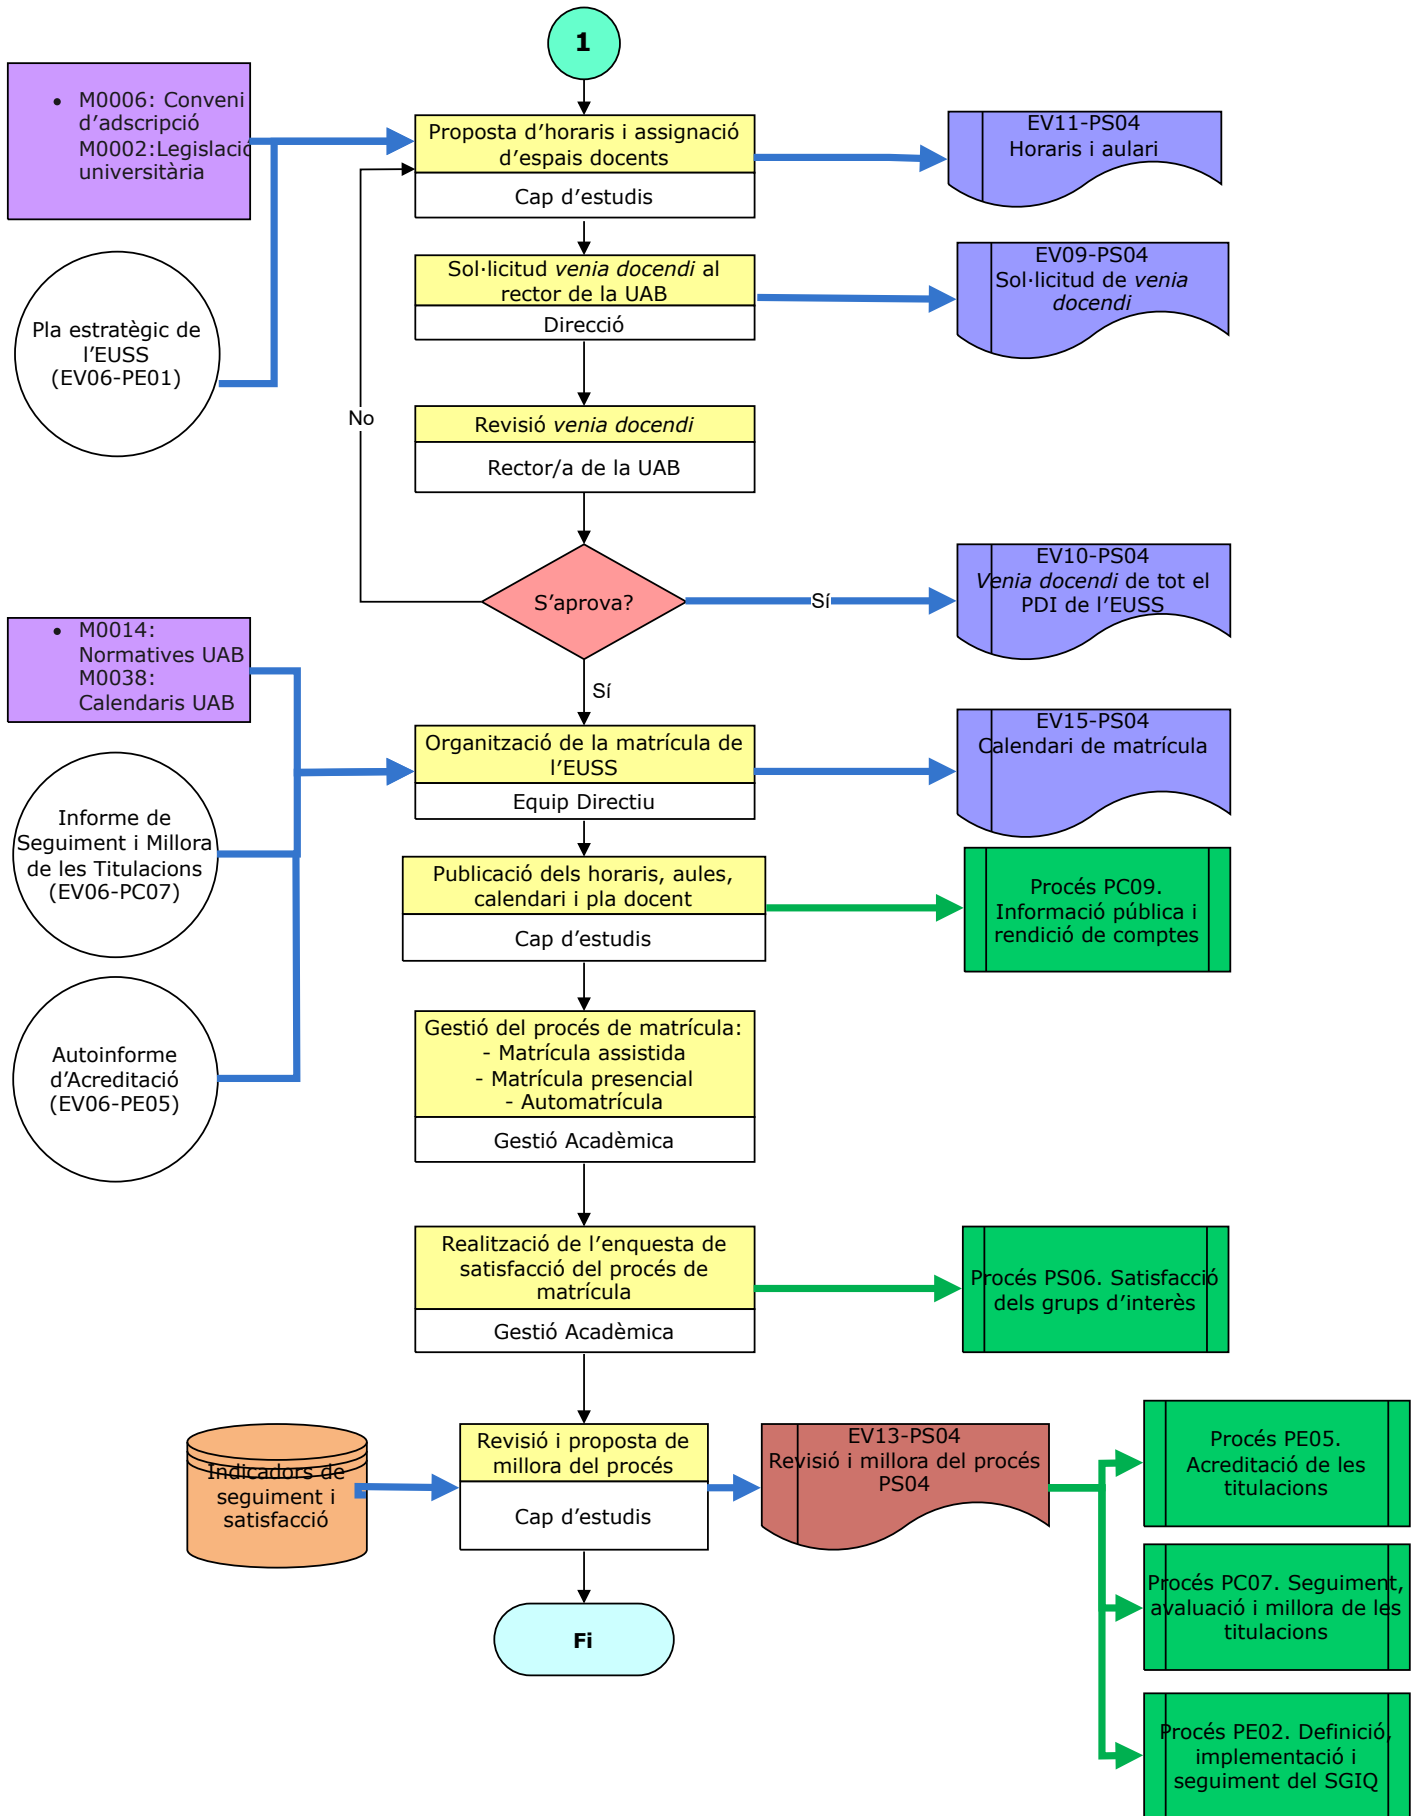 1
• M0006: Conveni
d’adscripció
M0002:Legislació
universitària
Proposta d’horaris i assignació
d’espais docents
Cap d’estudis
EV11-PS04
Horaris i aulari
Sol·licitud venia docendi al
rector de la UAB
Direcció
EV09-PS04
Sol·licitud de venia
docendi
Pla estratègic de
l’EUSS
(EV06-PE01)
No
Revisió venia docendi
Rector/a de la UAB
S’aprova?
Sí
EV10-PS04
Venia docendi de tot el
PDI de l’EUSS
Sí
• M0014:
Normatives UAB
M0038:
Calendaris UAB
Organització de la matrícula de
l’EUSS
Equip Directiu
EV15-PS04
Calendari de matrícula
Informe de
Seguiment i Millora
de les Titulacions
(EV06-PC07)
Publicació dels horaris, aules,
calendari i pla docent
Cap d’estudis
Procés PC09.
Informació pública i
rendició de comptes
Autoinforme
d’Acreditació
(EV06-PE05)
Gestió del procés de matrícula:
- Matrícula assistida
- Matrícula presencial
- Automatrícula
Gestió Acadèmica
Realització de l’enquesta de
satisfacció del procés de
matrícula
Gestió Acadèmica
Procés PS06. Satisfacció
dels grups d’interès
Indicadors de
seguiment i
satisfacció
Revisió i proposta de
millora del procés
Cap d’estudis
EV13-PS04
Revisió i millora del procés
PS04
Procés PE05.
Acreditació de les
titulacions
Procés PC07. Seguiment,
avaluació i millora de les
titulacions
Fi
Procés PE02. Definició,
implementació i
seguiment del SGIQ